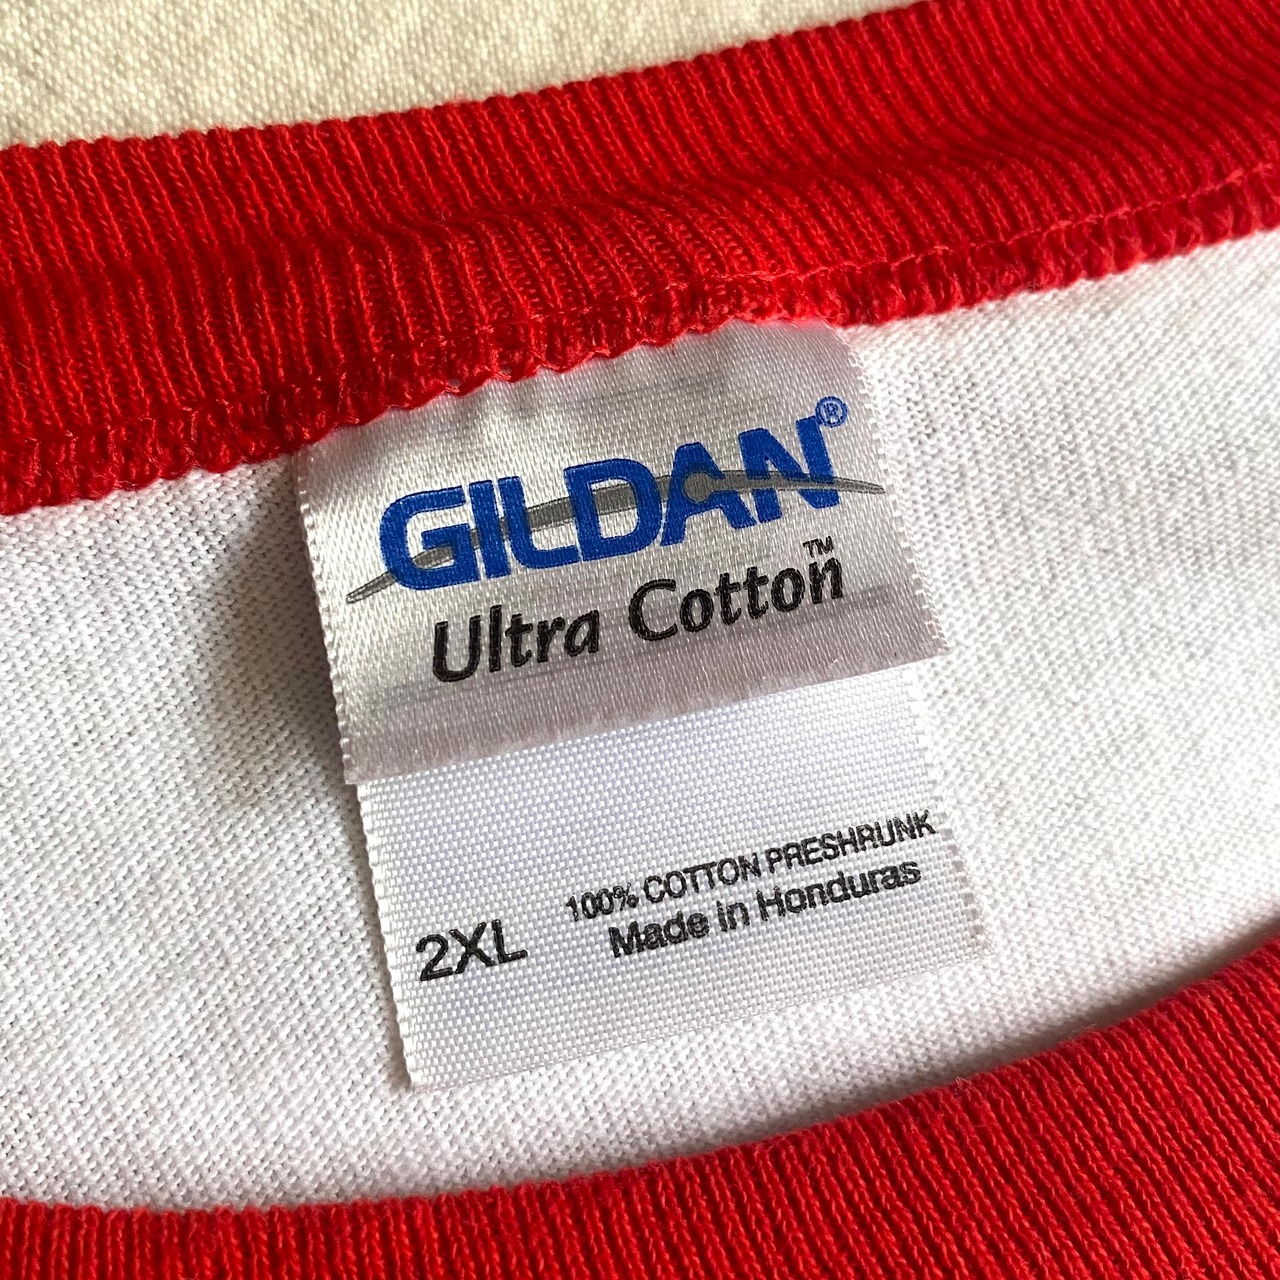 GILDAN®
Ultra Cotton™
100% COTTON PRESHRUNK
2XL Made in Honduras